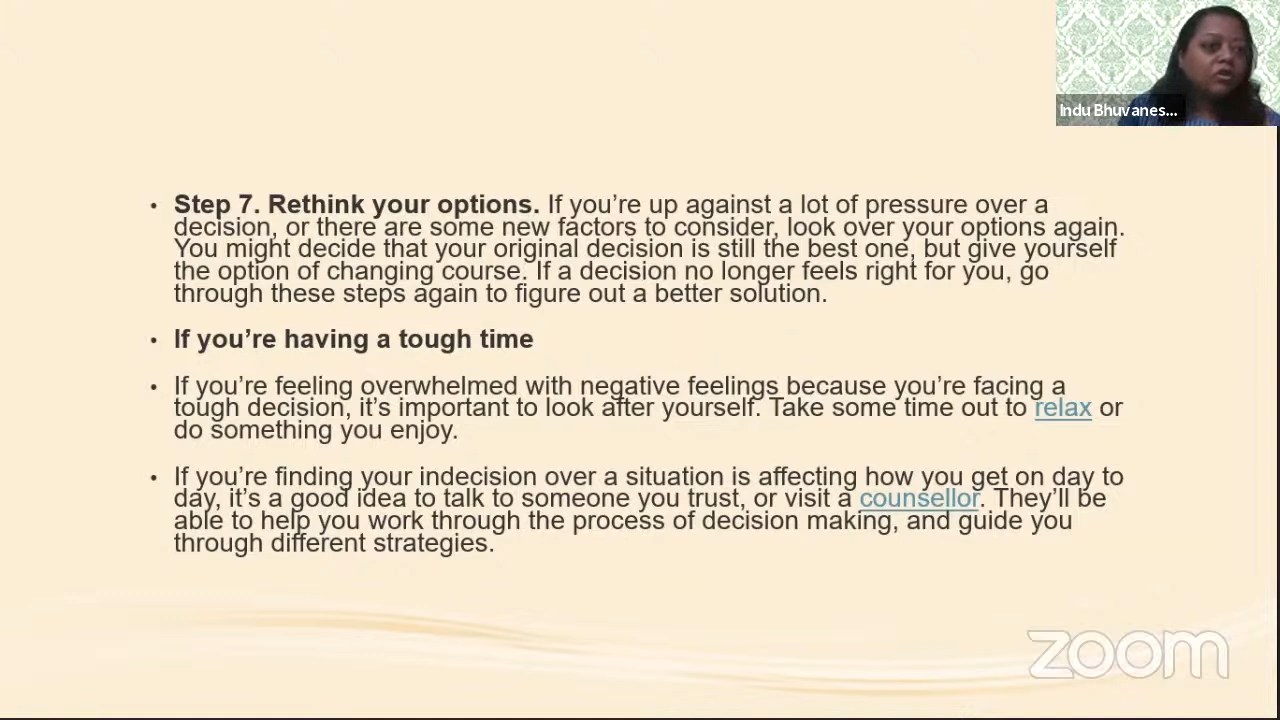 Indu Bhuvanes...
• Step 7. Rethink your options. If you’re up against a lot of pressure over a
decision, or there are some new factors to consider, look over your options again.
You might decide that your original decision is still the best one, but give yourself
the option of changing course. If a decision no longer feels right for you, go
through these steps again to figure out a better solution.
• If you’re having a tough time
• If you’re feeling overwhelmed with negative feelings because you’re facing a
tough decision, it’s important to look after yourself. Take some time out to relax or
do something you enjoy.
• If you’re finding your indecision over a situation is affecting how you get on day to
day, it’s a good idea to talk to someone you trust, or visit a counsellor. They’ll be
able to help you work through the process of decision making, and guide you
through different strategies.
zoom